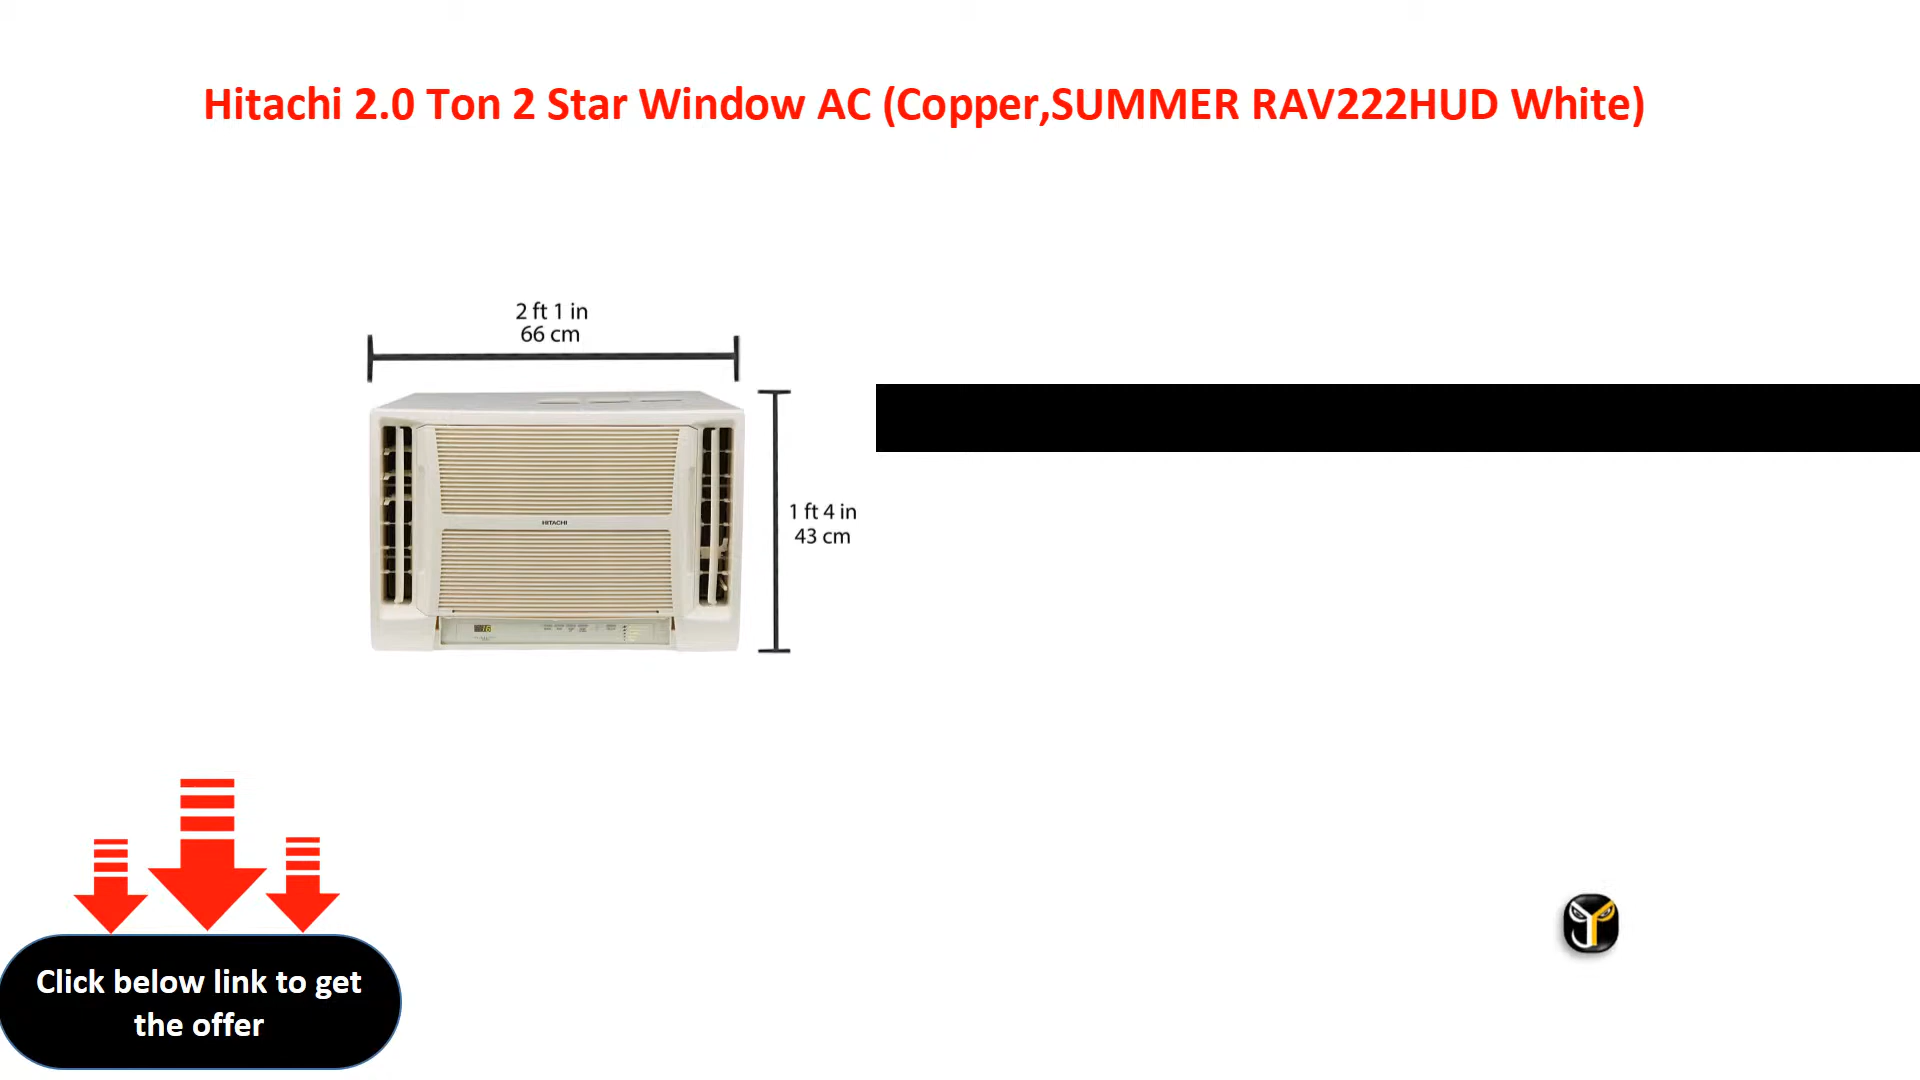 Hitachi 2.0 Ton 2 Star Window AC (Copper,SUMMER RAV222HUD White)
2 ft 1 in
66 cm
1 ft 4 in
43 cm
HITACHI
Click below link to get
the offer